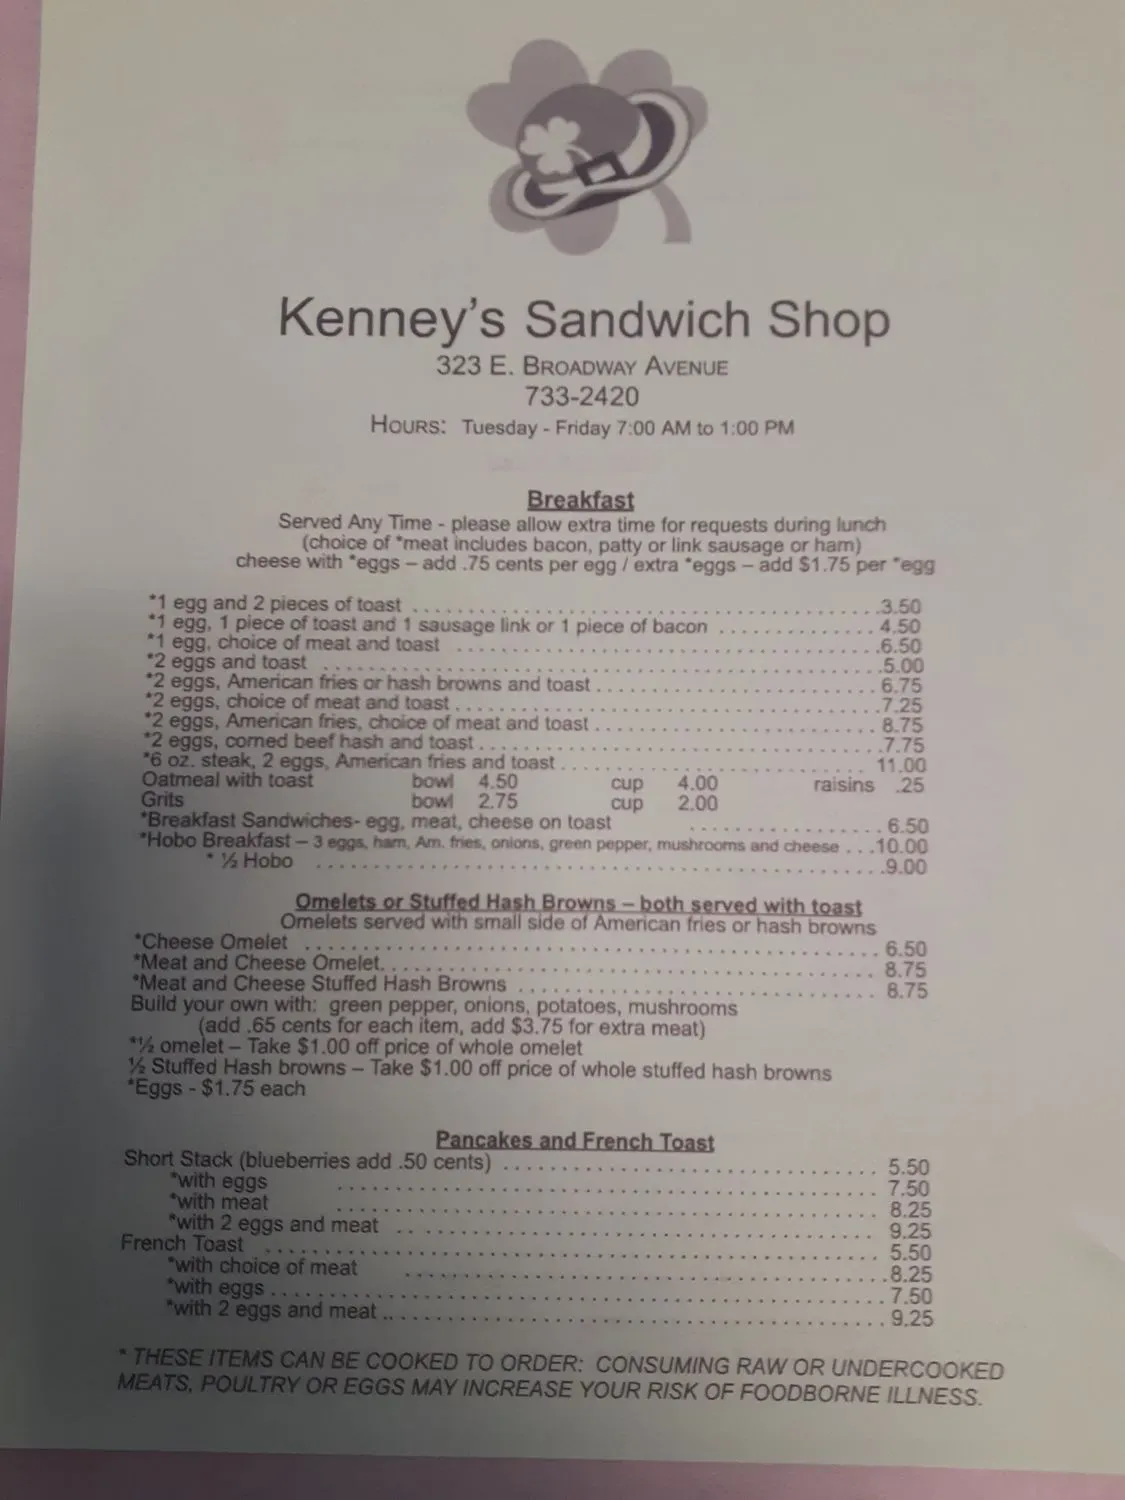 Kenney's Sandwich Shop
323 E. BROADWAY AVENUE
733-2420
HOURS: Tuesday - Friday 7:00 AM to 1:00 PM
Breakfast
Served Any Time - please allow extra time for requests during lunch
(choice of *meat includes bacon, patty or link sausage or ham)
cheese with *eggs – add .75 cents per egg / extra *eggs – add $1.75 per *egg
*1 egg and 2 pieces of toast 3.50
*1 egg, 1 piece of toast and 1 sausage link or 1 piece of bacon 4.50
*1 egg, choice of meat and toast 6.50
*2 eggs and toast 5.00
*2 eggs, American fries or hash browns and toast 6.75
*2 eggs, choice of meat and toast 7.25
*2 eggs, American fries, choice of meat and toast 8.75
*2 eggs, corned beef hash and toast 7.75
*6 oz. steak, 2 eggs, American fries and toast 11.00
Oatmeal with toast bowl 4.50 cup 4.00 raisins .25
Grits bowl 2.75 cup 2.00
*Breakfast Sandwiches- egg, meat, cheese on toast 6.50
*Hobo Breakfast – 3 eggs, ham, Am. fries, onions, green pepper, mushrooms and cheese 10.00
* ½ Hobo 9.00
Omelets or Stuffed Hash Browns – both served with toast
Omelets served with small side of American fries or hash browns
*Cheese Omelet 6.50
*Meat and Cheese Omelet 8.75
*Meat and Cheese Stuffed Hash Browns 8.75
Build your own with: green pepper, onions, potatoes, mushrooms
(add .65 cents for each item, add $3.75 for extra meat)
*½ omelet – Take $1.00 off price of whole omelet
½ Stuffed Hash browns – Take $1.00 off price of whole stuffed hash browns
*Eggs - $1.75 each
Pancakes and French Toast
Short Stack (blueberries add .50 cents) 5.50
*with eggs 7.50
*with meat 8.25
*with 2 eggs and meat 9.25
French Toast 5.50
*with choice of meat 8.25
*with eggs 7.50
*with 2 eggs and meat 9.25
* THESE ITEMS CAN BE COOKED TO ORDER: CONSUMING RAW OR UNDERCOOKED
MEATS, POULTRY OR EGGS MAY INCREASE YOUR RISK OF FOODBORNE ILLNESS.